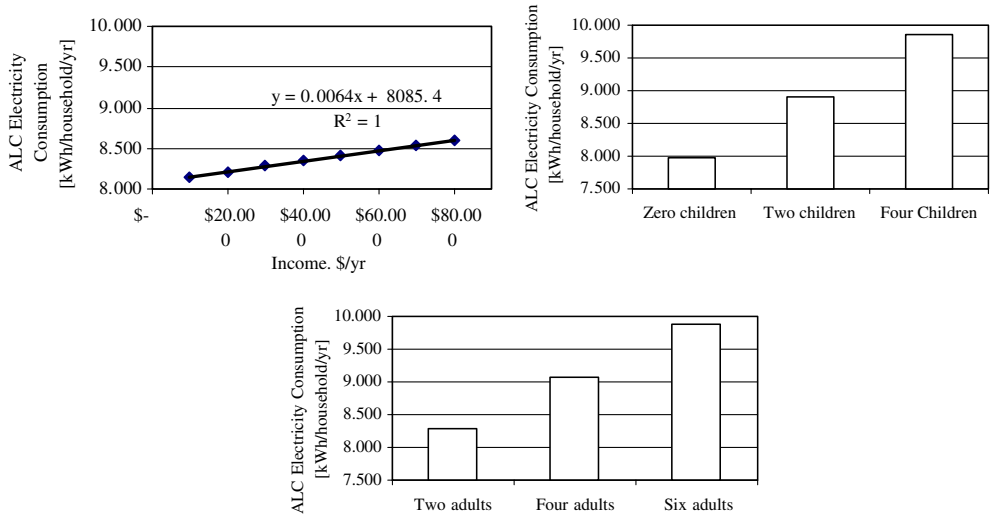 ALC Electricity
Consumption
[kWh/household/yr]
10.000
9.500
9.000
8.500
8.000
y = 0.0064x + 8085. 4
R² = 1
$- $20.00 $40.00 $60.00 $80.00
0 0 0 0
Income. $/yr
ALC Electricity Consumption
[kWh/household/yr]
10.000
9.500
9.000
8.500
8.000
7.500
Zero children Two children Four Children
ALC Electricity Consumption
[kWh/household/yr]
10.000
9.500
9.000
8.500
8.000
7.500
Two adults Four adults Six adults